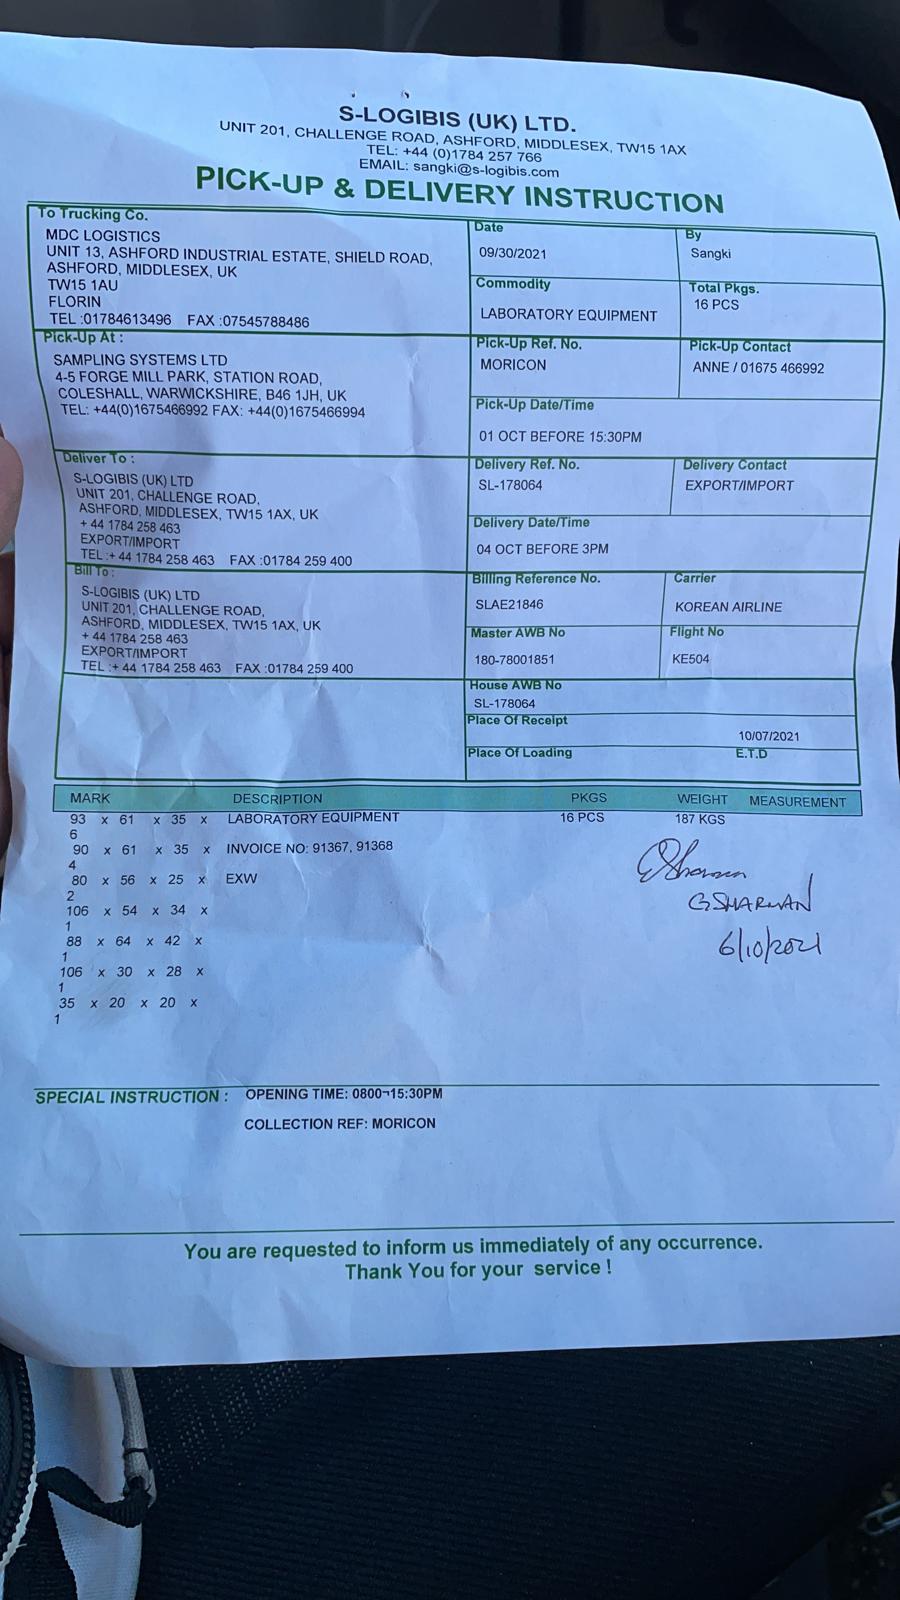 S-LOGIBIS (UK) LTD.
UNIT 201, CHALLENGE ROAD, ASHFORD, MIDDLESEX, TW15 1AX
TEL: +44 (0)1784 257 766
EMAIL: sangki@s-logibis.com
PICK-UP & DELIVERY INSTRUCTION
To Trucking Co.
MDC LOGISTICS
UNIT 13, ASHFORD INDUSTRIAL ESTATE, SHIELD ROAD,
ASHFORD, MIDDLESEX, UK
TW15 1AU
FLORIN
TEL :01784613496 FAX :07545788486
Date
09/30/2021
By
Sangki
Commodity
LABORATORY EQUIPMENT
Total Pkgs.
16 PCS
Pick-Up At :
SAMPLING SYSTEMS LTD
4-5 FORGE MILL PARK, STATION ROAD,
COLESHALL, WARWICKSHIRE, B46 1JH, UK
TEL: +44(0)1675466992 FAX: +44(0)1675466994
Pick-Up Ref. No.
MORICON
Pick-Up Contact
ANNE / 01675 466992
Pick-Up Date/Time
01 OCT BEFORE 15:30PM
Deliver To :
S-LOGIBIS (UK) LTD
UNIT 201, CHALLENGE ROAD,
ASHFORD, MIDDLESEX, TW15 1AX, UK
+ 44 1784 258 463
EXPORT/IMPORT
TEL :+ 44 1784 258 463 FAX :01784 259 400
Delivery Ref. No.
SL-178064
Delivery Contact
EXPORT/IMPORT
Delivery Date/Time
04 OCT BEFORE 3PM
Bill To :
S-LOGIBIS (UK) LTD
UNIT 201, CHALLENGE ROAD,
ASHFORD, MIDDLESEX, TW15 1AX, UK
+ 44 1784 258 463
EXPORT/IMPORT
TEL :+ 44 1784 258 463 FAX :01784 259 400
Billing Reference No.
SLAE21846
Carrier
KOREAN AIRLINE
Master AWB No
180-78001851
Flight No
KE504
House AWB No
SL-178064
Place Of Receipt
10/07/2021
Place Of Loading E.T.D
MARK DESCRIPTION PKGS WEIGHT MEASUREMENT
93 x 61 x 35 x LABORATORY EQUIPMENT 16 PCS 187 KGS
6
90 x 61 x 35 x INVOICE NO: 91367, 91368
4
80 x 56 x 25 x EXW
2
106 x 54 x 34 x
1
88 x 64 x 42 x
1
106 x 30 x 28 x
1
35 x 20 x 20 x
1
GSHARMAN
6/10/2021
SPECIAL INSTRUCTION : OPENING TIME: 0800¬15:30PM
COLLECTION REF: MORICON
You are requested to inform us immediately of any occurrence.
Thank You for your service !